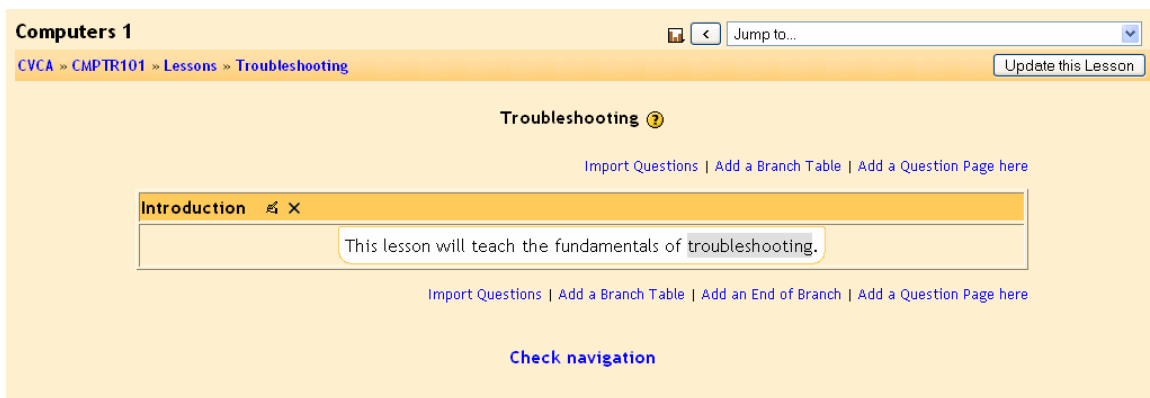 Computers 1
< Jump to...
CVCA » CMPTR101 » Lessons » Troubleshooting
Update this Lesson
Troubleshooting ?
Import Questions | Add a Branch Table | Add a Question Page here
Introduction
This lesson will teach the fundamentals of troubleshooting.
Import Questions | Add a Branch Table | Add an End of Branch | Add a Question Page here
Check navigation